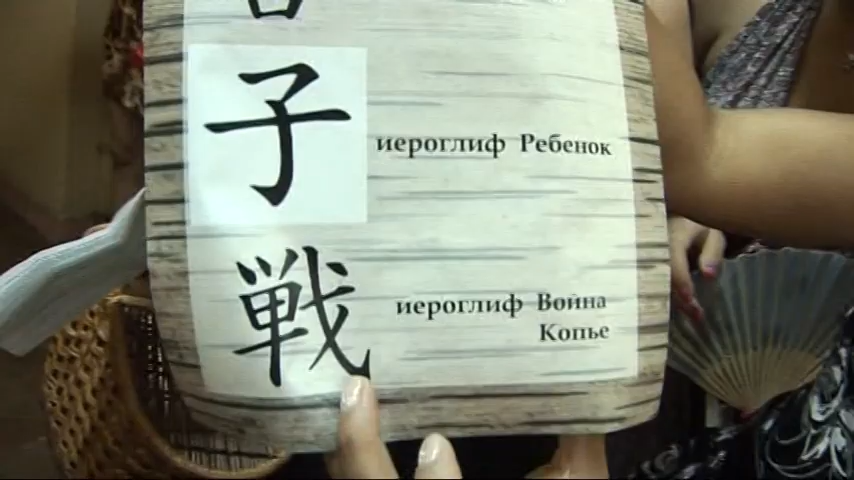 子
иероглиф Ребенок
戦
иероглиф Война
Копье